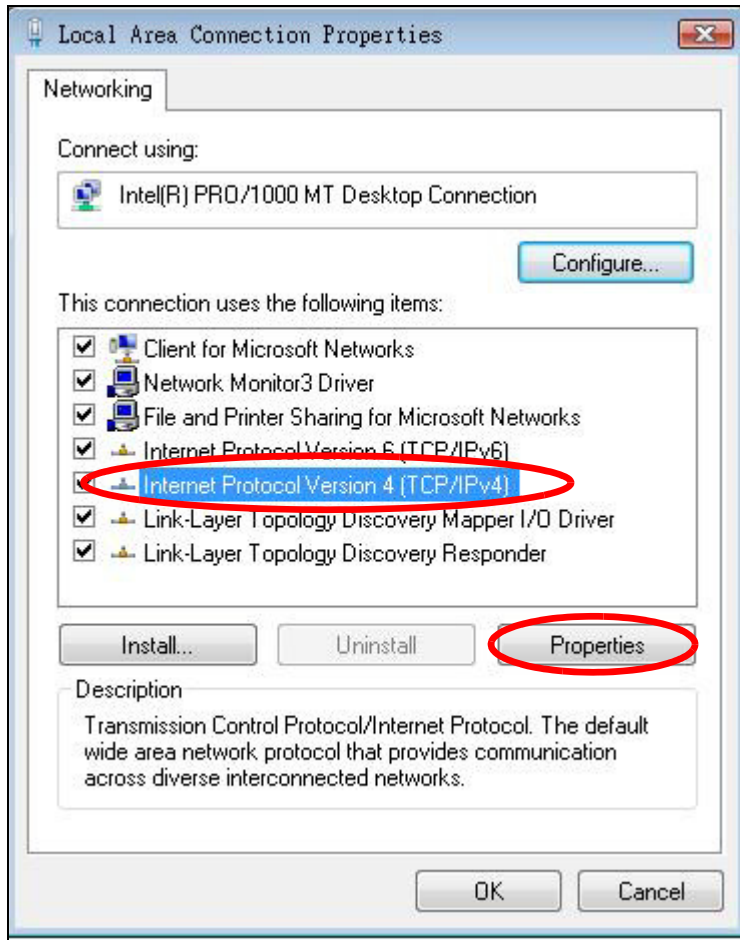 Local Area Connection Properties
Networking
Connect using:
Intel(R) PRO/1000 MT Desktop Connection
Configure...
This connection uses the following items:
Client for Microsoft Networks
Network Monitor3 Driver
File and Printer Sharing for Microsoft Networks
Internet Protocol Version 6 (TCP/IPv6)
Internet Protocol Version 4 (TCP/IPv4)
Link-Layer Topology Discovery Mapper I/O Driver
Link-Layer Topology Discovery Responder
Install... Uninstall Properties
Description
Transmission Control Protocol/Internet Protocol. The default
wide area network protocol that provides communication
across diverse interconnected networks.
OK Cancel